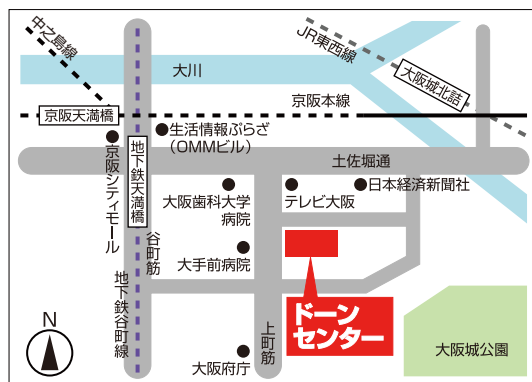 中之島線
JR東西線
大川
大阪城北詰
京阪天満橋
京阪本線
生活情報ぷらざ
(OMMビル)
京阪シティモール
地下鉄天満橋
土佐堀通
大阪歯科大学
病院
テレビ大阪
日本経済新聞社
谷町筋
大手前病院
地下鉄谷町線
ドーン
センター
上町筋
N
大阪府庁
大阪城公園